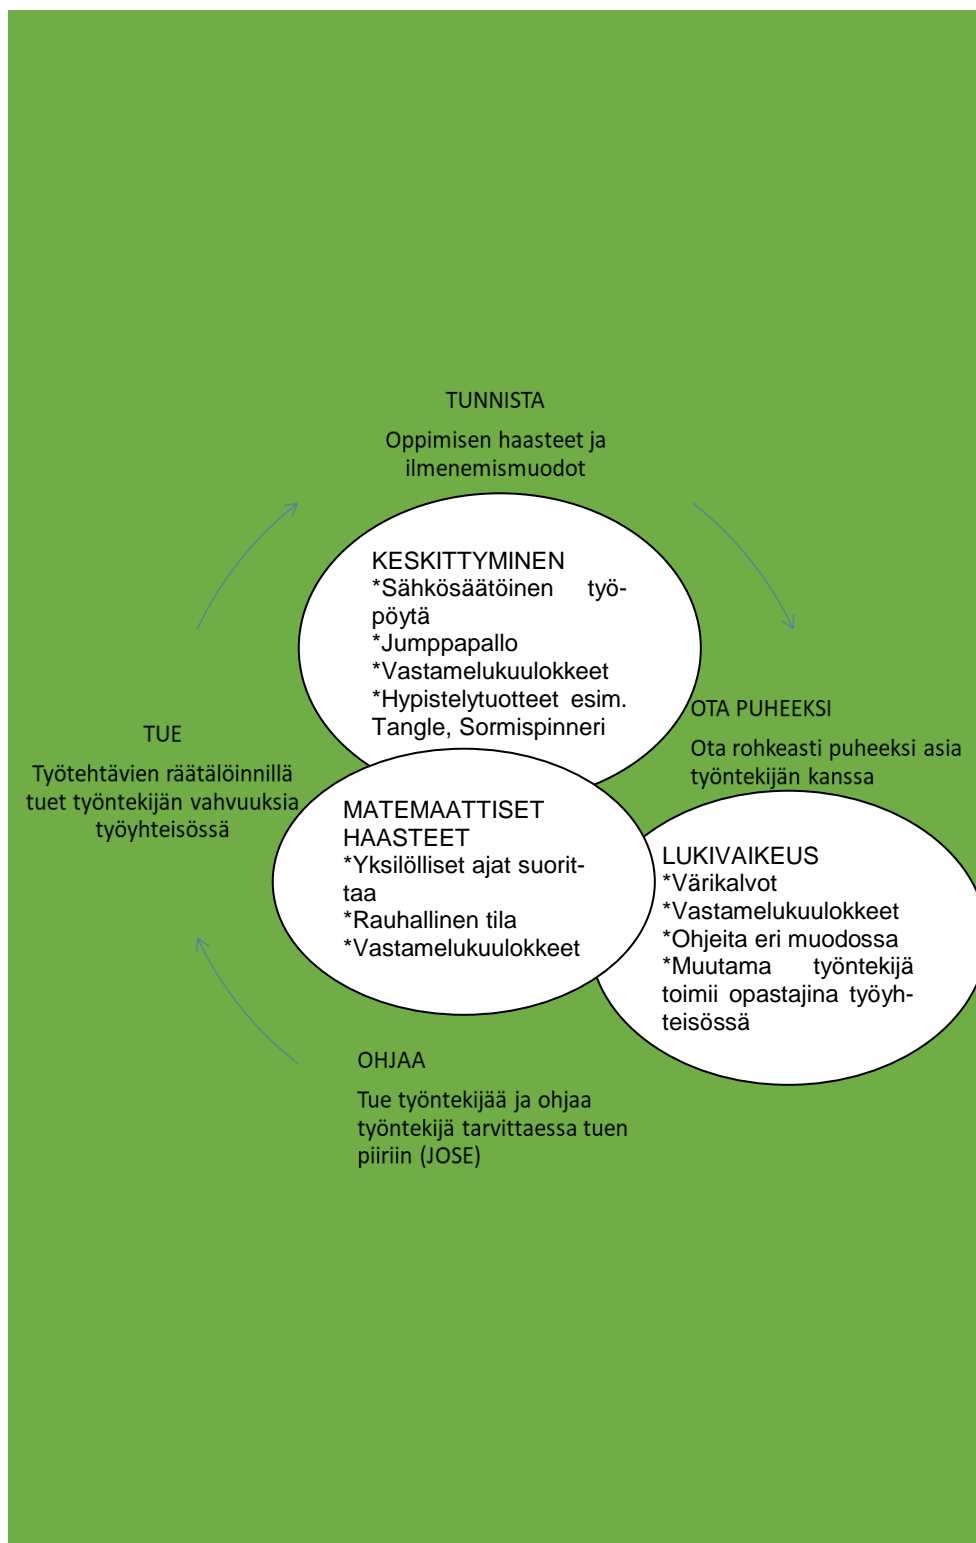 TUNNISTA
Oppimisen haasteet ja
ilmenemismuodot
KESKITTYMINEN
*Sähkösäätöinen työ-
pöytä
*Jumppapallo
*Vastamelukuulokkeet
*Hypistelytuotteet esim.
Tangle, Sormispinneri
OTA PUHEEKSI
Ota rohkeasti puheeksi asia
työntekijän kanssa
TUE
Työtehtävien räätälöinnillä
tuet työntekijän vahvuuksia
työyhteisössä
MATEMAATTISET
HAASTEET
*Yksilölliset ajat suorit-
taa
*Rauhallinen tila
*Vastamelukuulokkeet
LUKIVAIKEUS
*Värikalvot
*Vastamelukuulokkeet
*Ohjeita eri muodossa
*Muutama työntekijä
toimii opastajina työyh-
teisössä
OHJAA
Tue työntekijää ja ohjaa
työntekijä tarvittaessa tuen
piiriin (JOSE)